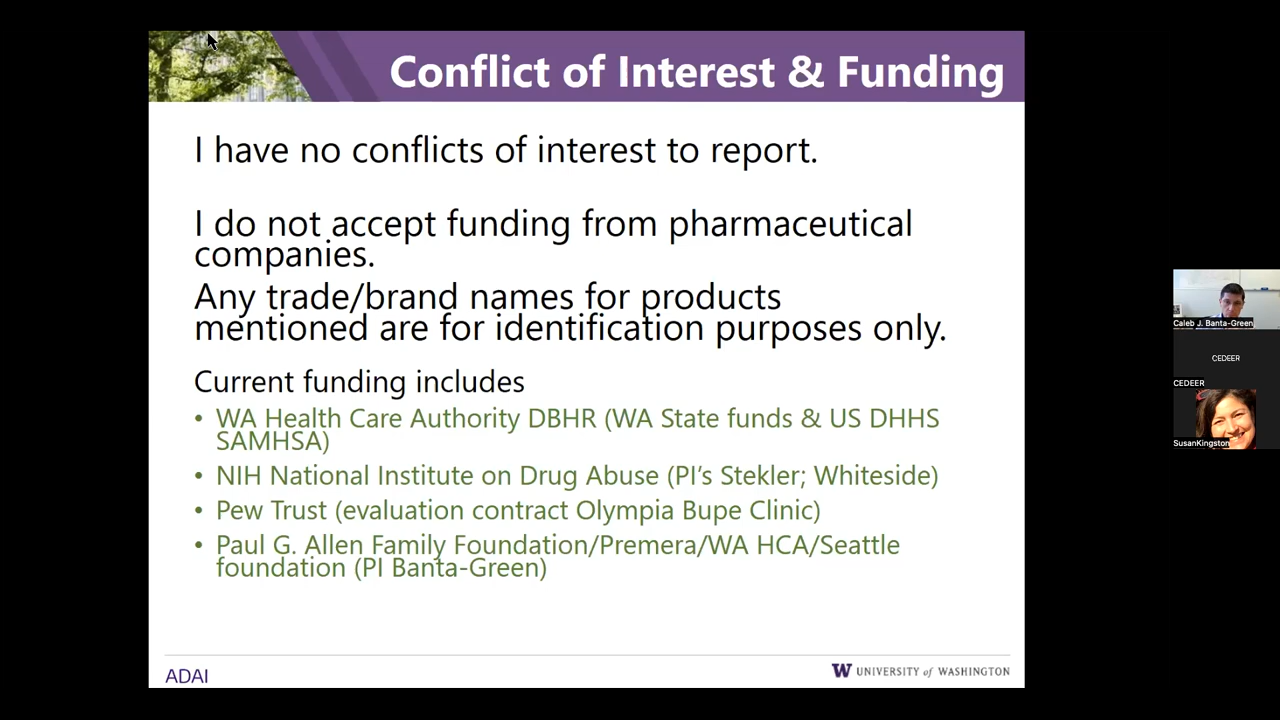 Conflict of Interest & Funding
I have no conflicts of interest to report.
I do not accept funding from pharmaceutical
companies.
Any trade/brand names for products
mentioned are for identification purposes only.
Current funding includes
• WA Health Care Authority DBHR (WA State funds & US DHHS
SAMHSA)
• NIH National Institute on Drug Abuse (PI's Stekler; Whiteside)
• Pew Trust (evaluation contract Olympia Bupe Clinic)
• Paul G. Allen Family Foundation/Premera/WA HCA/Seattle
foundation (PI Banta-Green)
ADAI
W UNIVERSITY of WASHINGTON
Caleb J. Banta-Green
CEDEER
CEDEER
SusanKingston